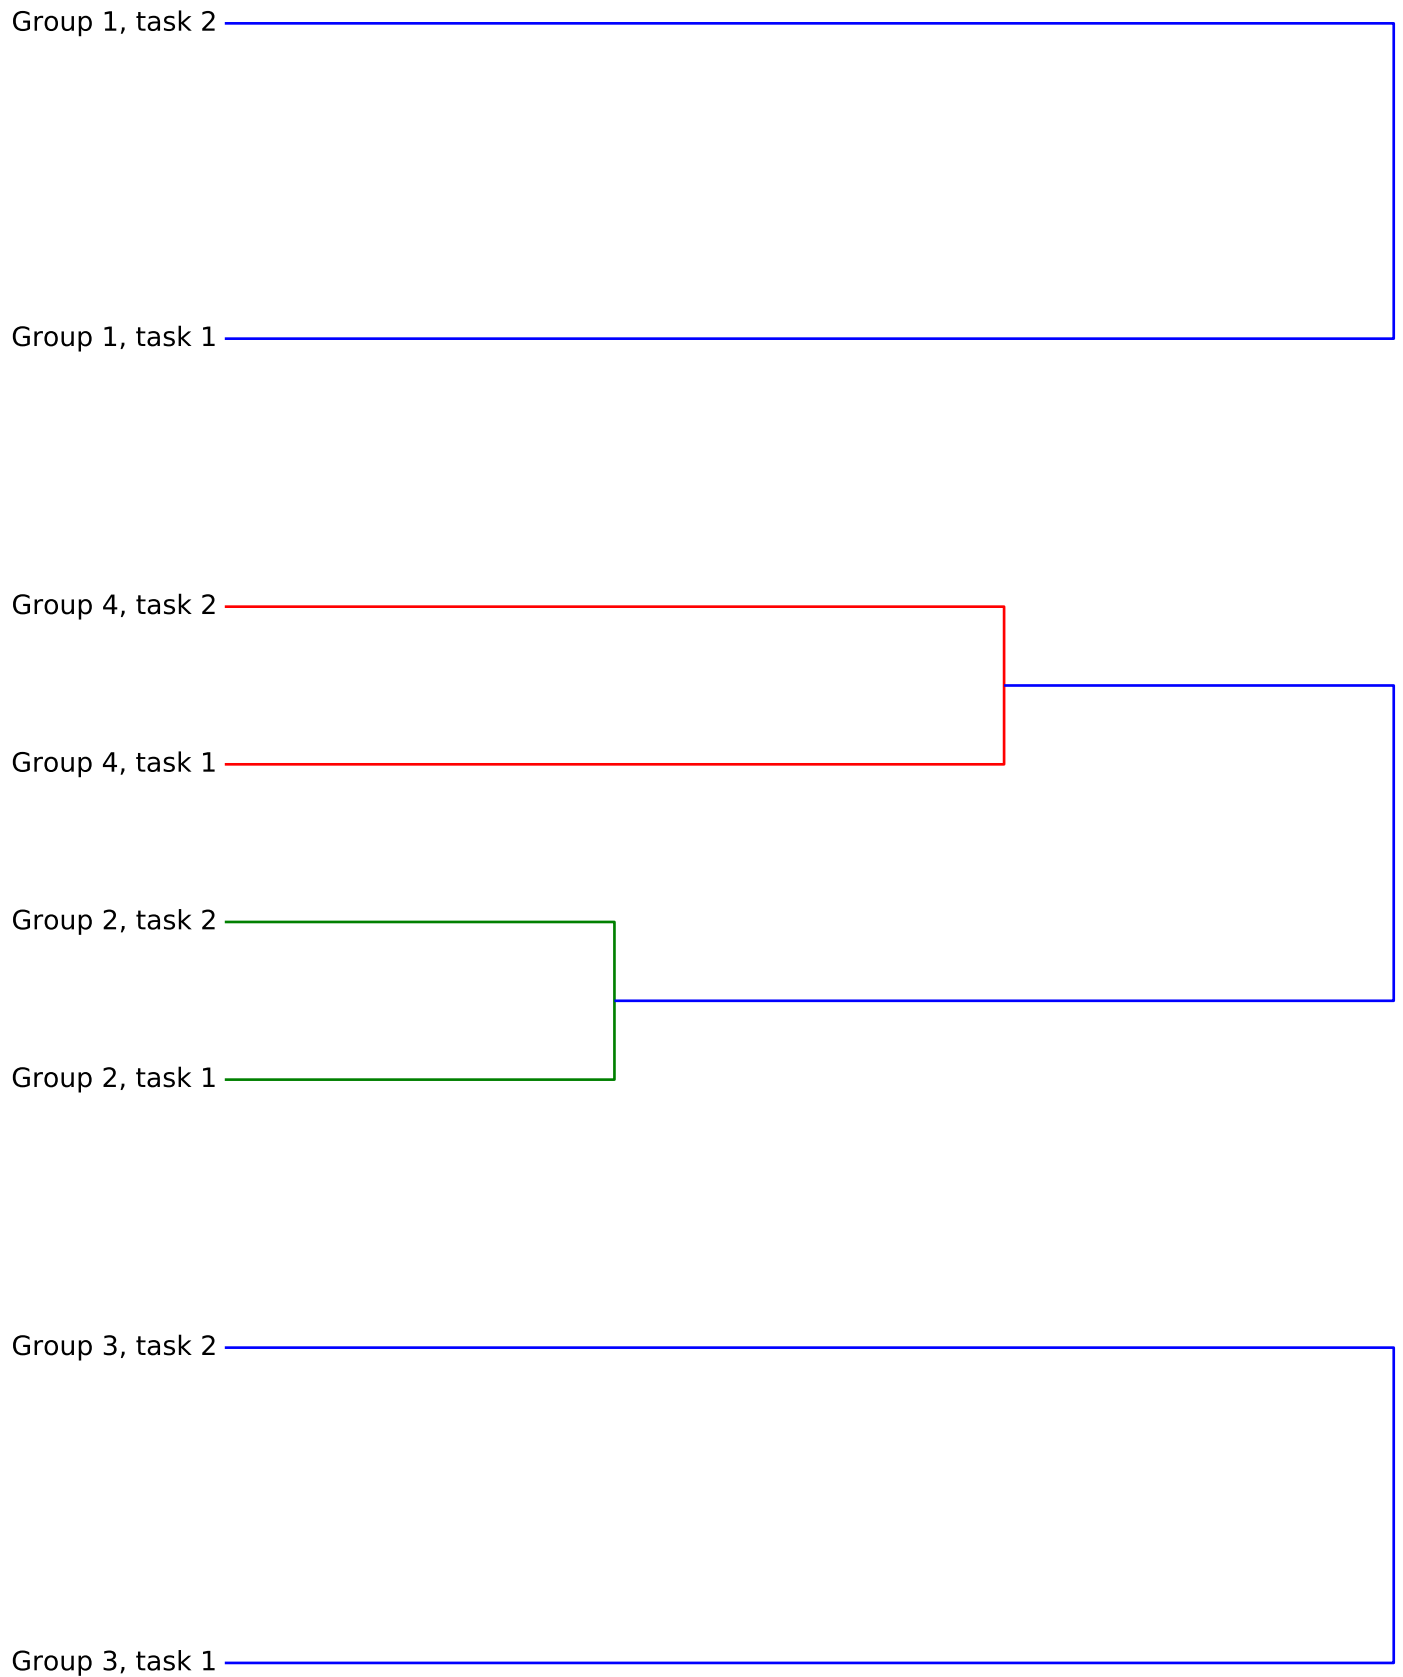 Group 1, task 2
Group 1, task 1
Group 4, task 2
Group 4, task 1
Group 2, task 2
Group 2, task 1
Group 3, task 2
Group 3, task 1